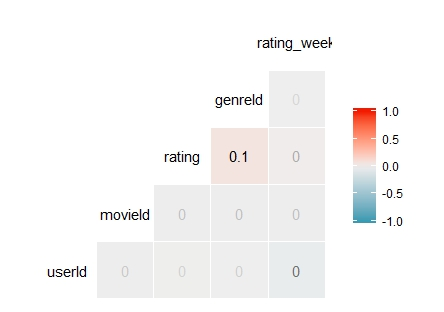 rating_week
genreId 0
rating 0.1 0
movieId 0 0 0
userId 0 0 0 0
1.0
0.5
0.0
-0.5
-1.0